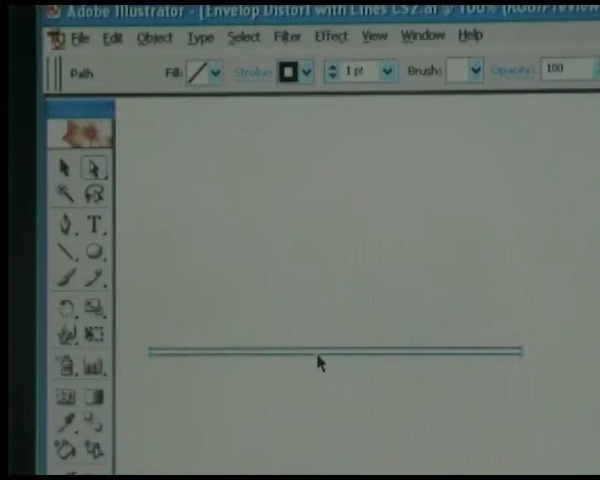 Adobe Illustrator - [Envelop Distort with Lines CS2.ai @ 100% (RGB/Preview
File Edit Object Type Select Filter Effect View Window Help
Path Fill: Stroke: 1 pt Brush: Opacity: 100
T